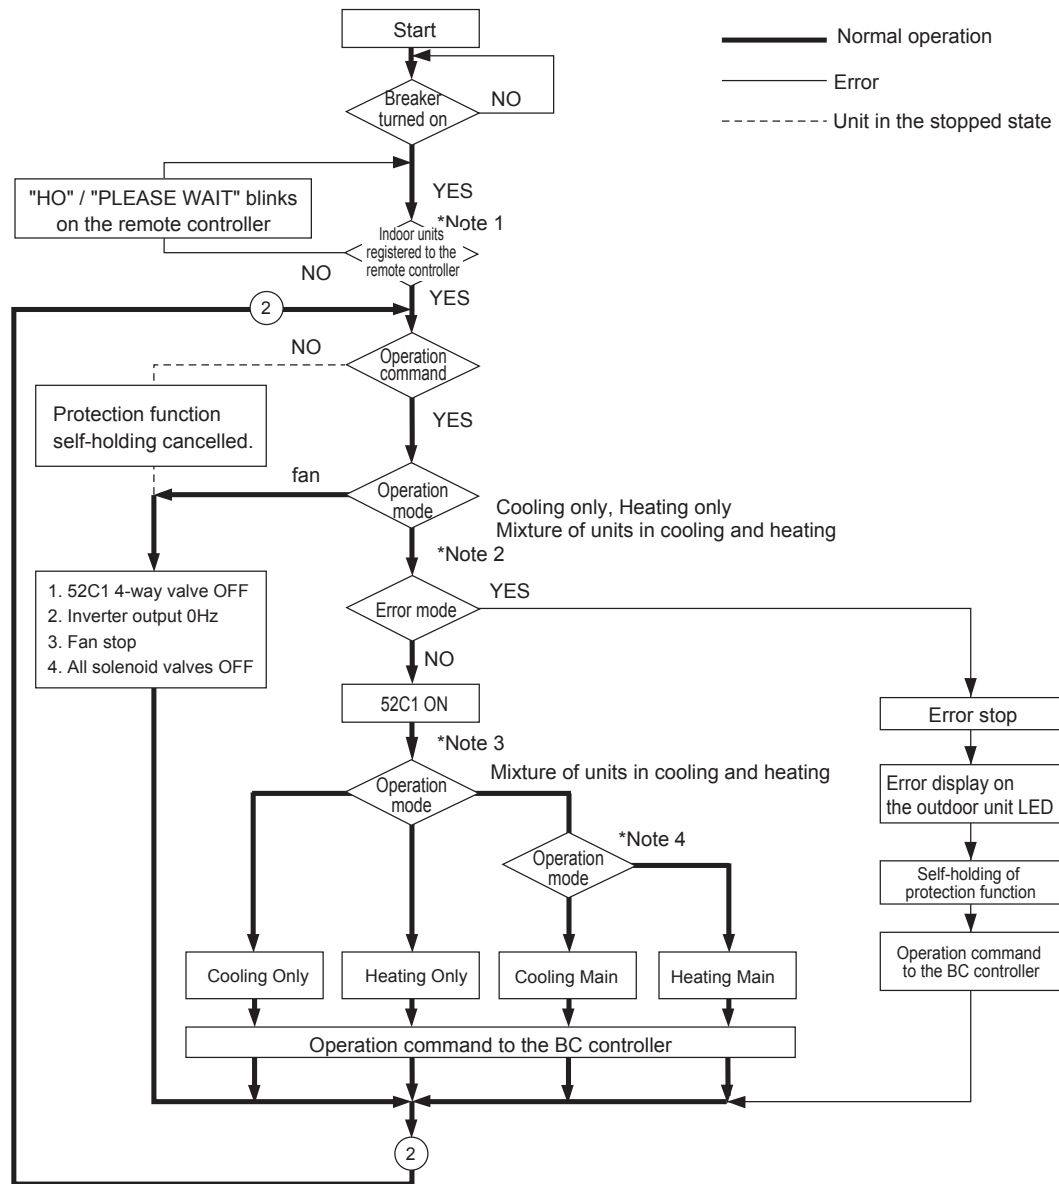 Start
Normal operation
Error
Unit in the stopped state
Breaker
turned on
NO
YES
"HO" / "PLEASE WAIT" blinks
on the remote controller
*Note 1
Indoor units
registered to the
remote controller
NO
YES
2
NO
Operation
command
YES
Protection function
self-holding cancelled.
fan
Operation
mode
Cooling only, Heating only
Mixture of units in cooling and heating
*Note 2
1. 52C1 4-way valve OFF
2. Inverter output 0Hz
3. Fan stop
4. All solenoid valves OFF
Error mode
YES
NO
52C1 ON
*Note 3
Operation
mode
Mixture of units in cooling and heating
*Note 4
Operation
mode
Error stop
Error display on
the outdoor unit LED
Self-holding of
protection function
Operation command
to the BC controller
Cooling Only
Heating Only
Cooling Main
Heating Main
Operation command to the BC controller
2